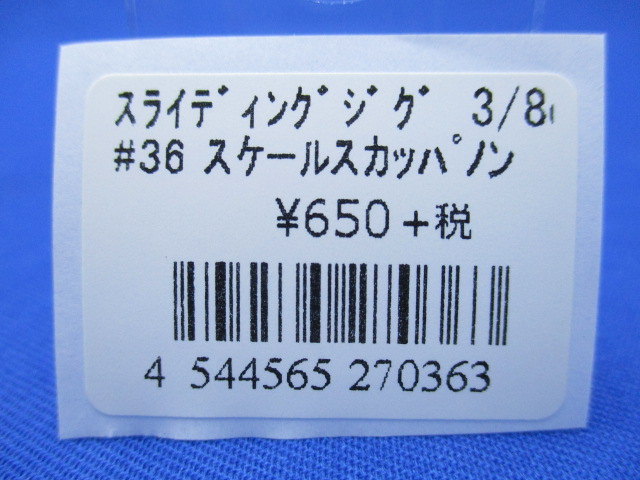 ｽﾗｲﾃﾞｨﾝｸﾞｼﾞｸﾞ 3/8
#36 スケールスカッパﾟノン
¥650+税
4 544565 270363